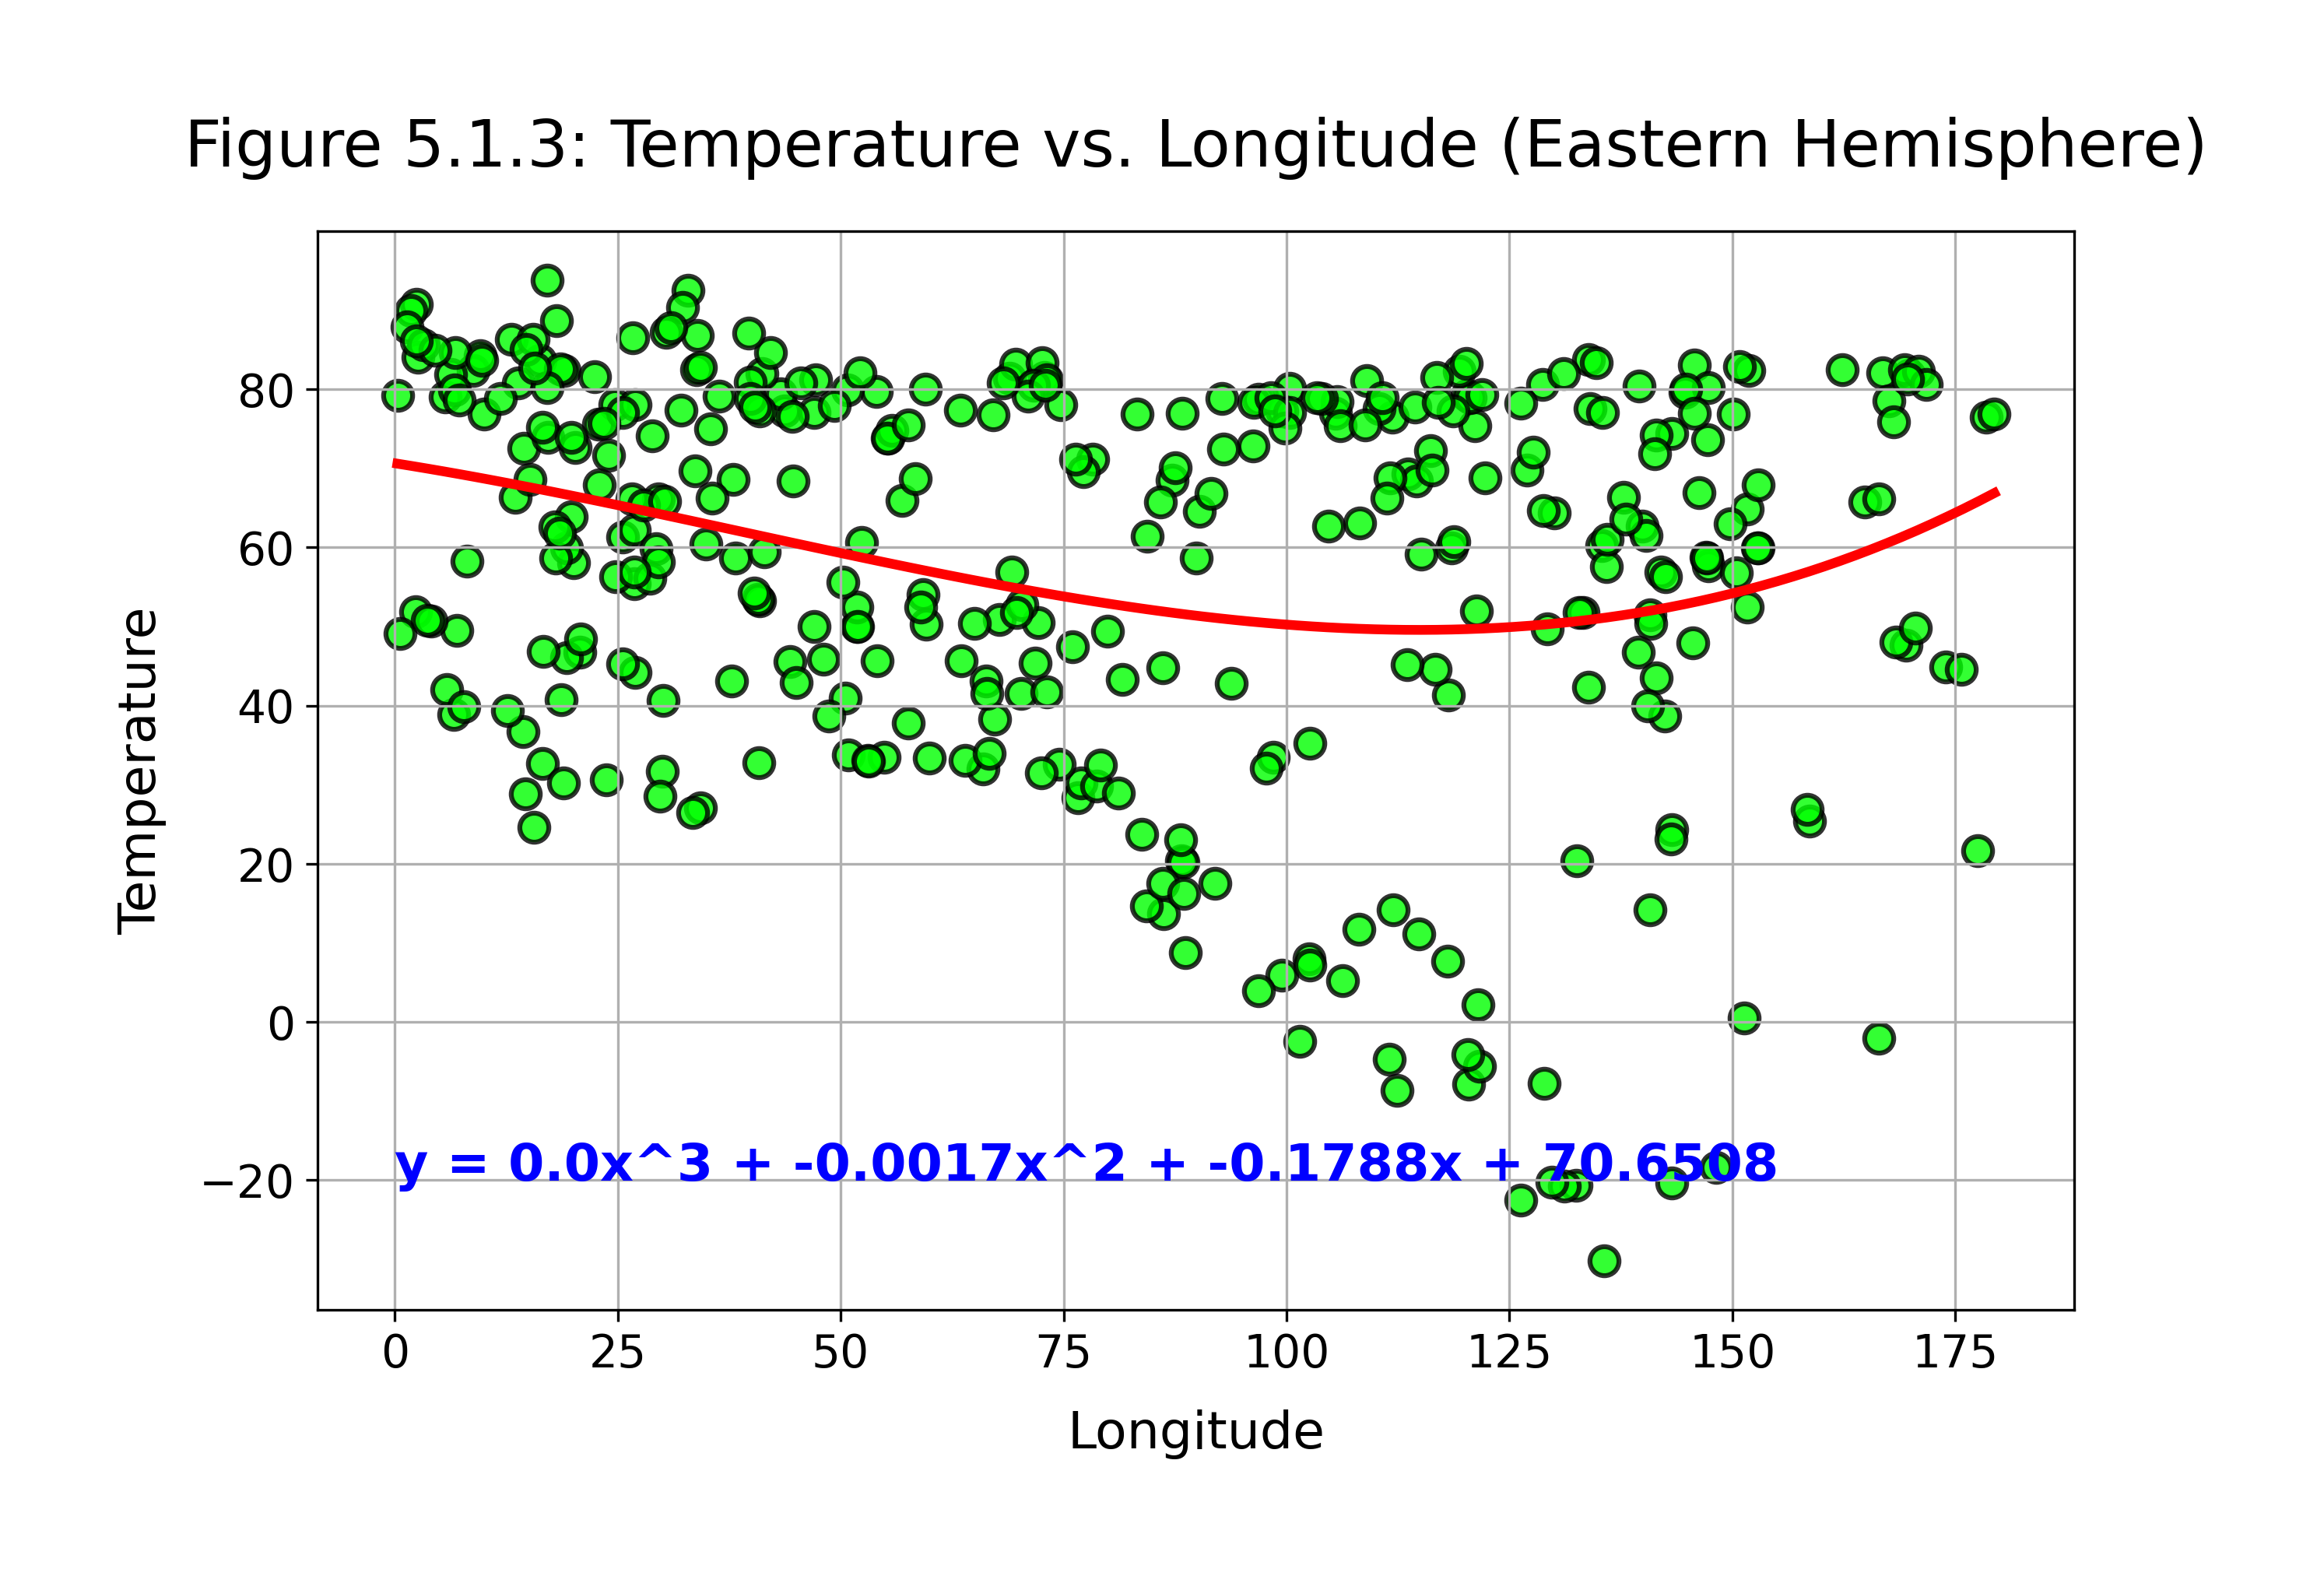 Figure 5.1.3: Temperature vs. Longitude (Eastern Hemisphere)
Temperature
80
60
40
20
0
−20
y = 0.0x^3 + -0.0017x^2 + -0.1788x + 70.6508
0 25 50 75 100 125 150 175
Longitude